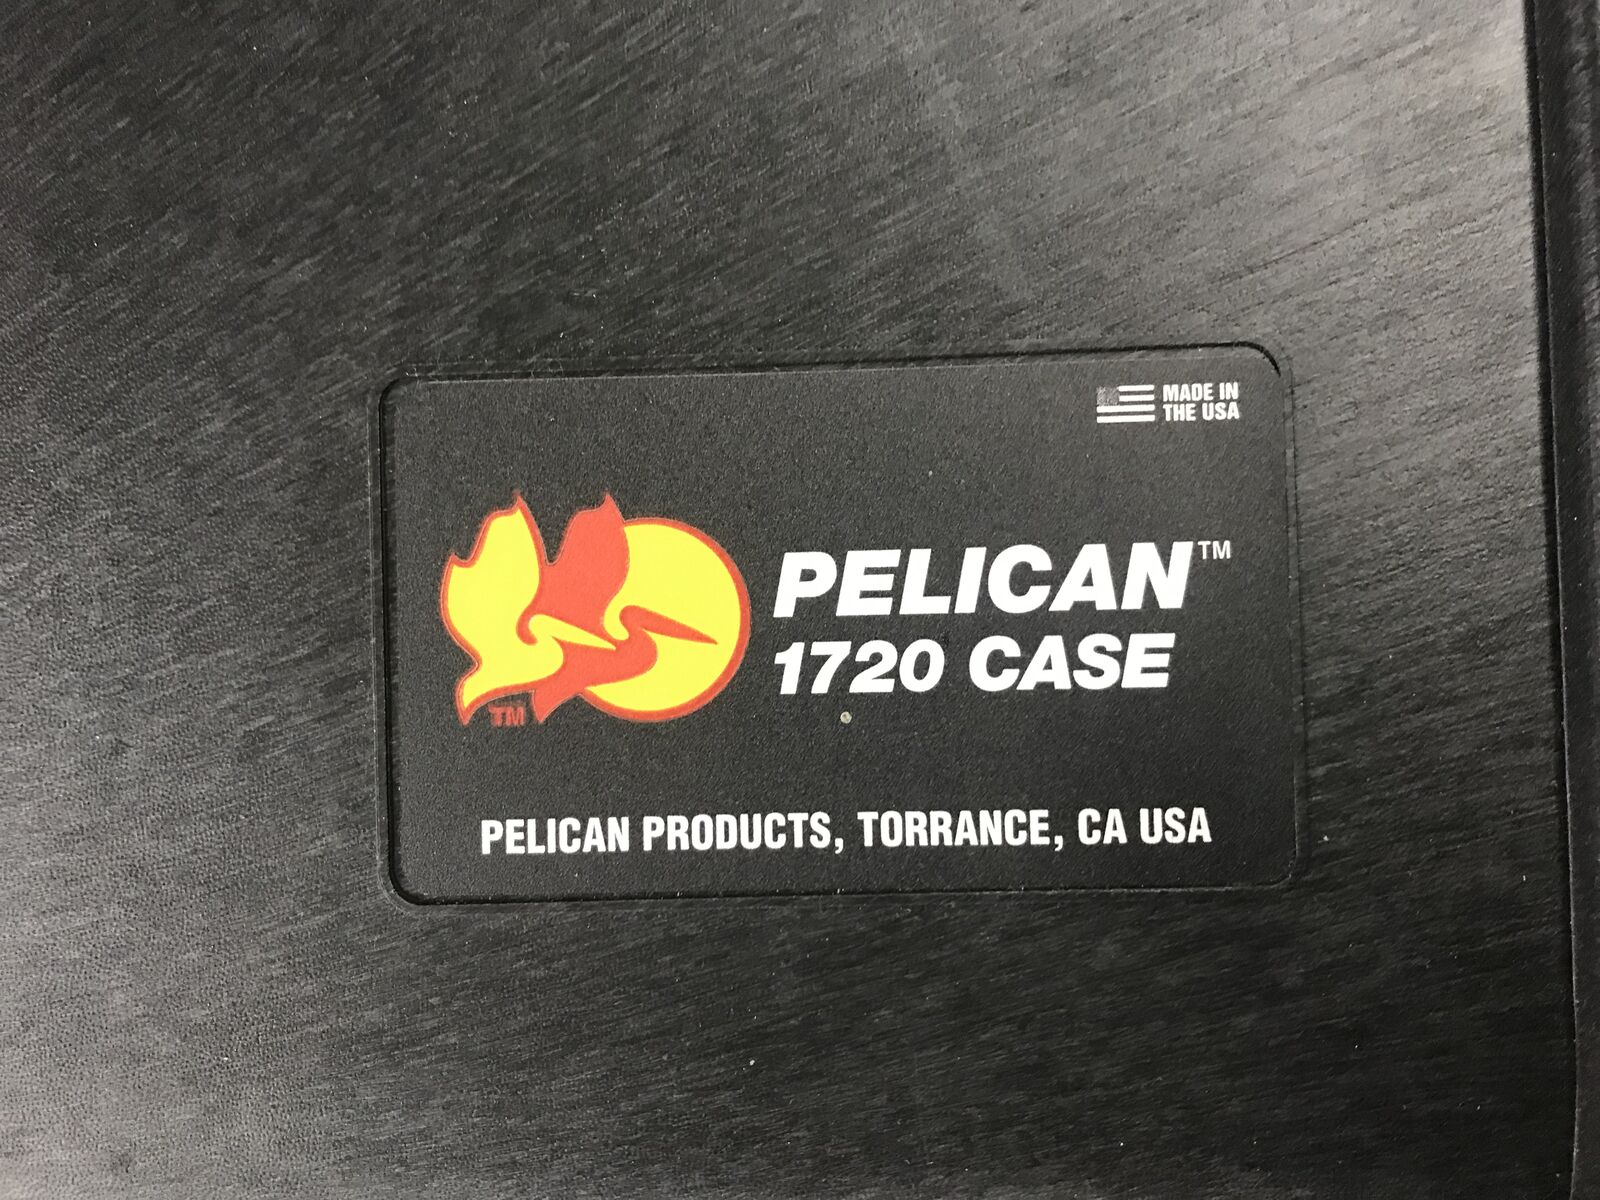 MADE IN
THE USA
PELICAN™
1720 CASE
TM
PELICAN PRODUCTS, TORRANCE, CA USA